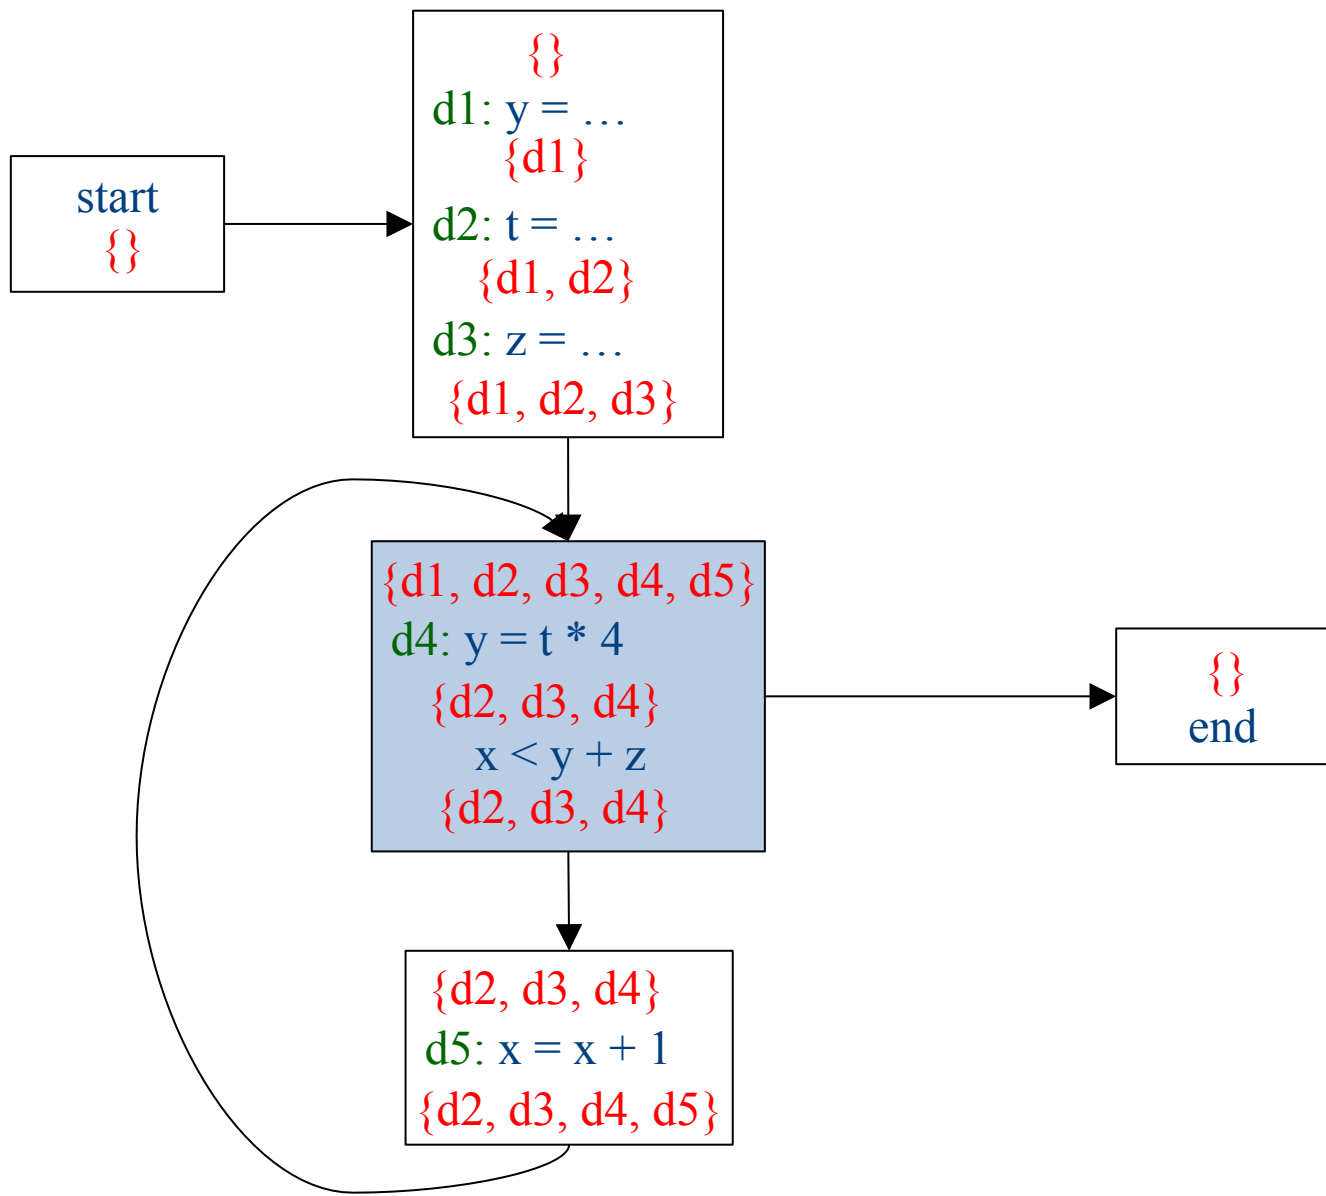 start
{}
{}
d1: y = …
{d1}
d2: t = …
{d1, d2}
d3: z = …
{d1, d2, d3}
{d1, d2, d3, d4, d5}
d4: y = t * 4
{d2, d3, d4}
x < y + z
{d2, d3, d4}
{}
end
{d2, d3, d4}
d5: x = x + 1
{d2, d3, d4, d5}